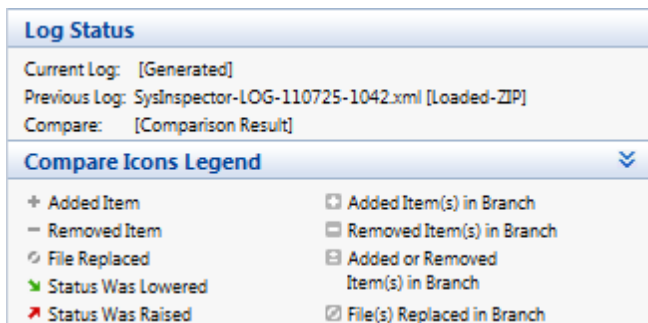 Log Status
Current Log: [Generated]
Previous Log: SysInspector-LOG-110725-1042.xml [Loaded-ZIP]
Compare: [Comparison Result]
Compare Icons Legend
Added Item
Removed Item
File Replaced
Status Was Lowered
Status Was Raised
Added Item(s) in Branch
Removed Item(s) in Branch
Added or Removed
Item(s) in Branch
File(s) Replaced in Branch